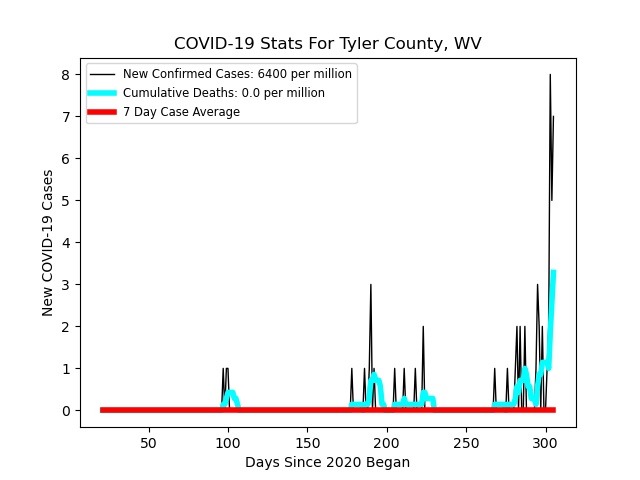 COVID-19 Stats For Tyler County, WV
New Confirmed Cases: 6400 per million
Cumulative Deaths: 0.0 per million
7 Day Case Average
New COVID-19 Cases
8
7
6
5
4
3
2
1
0
50 100 150 200 250 300
Days Since 2020 Began